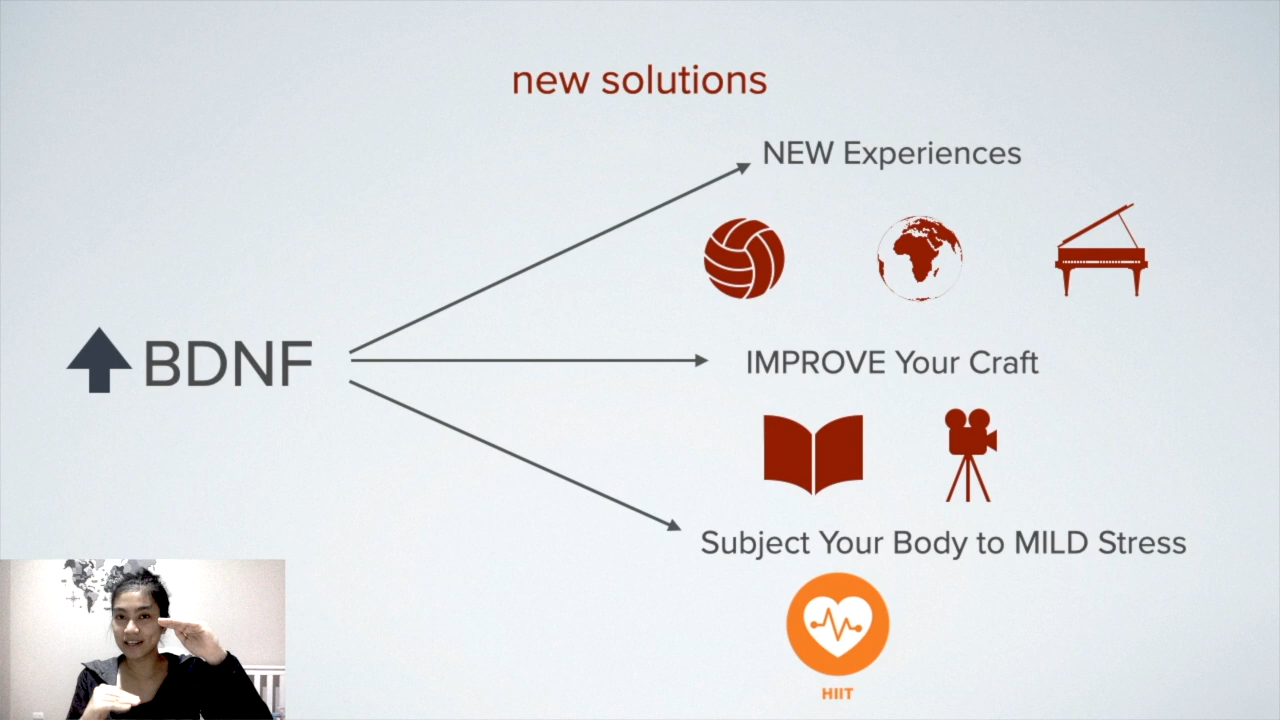 new solutions
NEW Experiences
BDNF
IMPROVE Your Craft
Subject Your Body to MILD Stress
HIIT